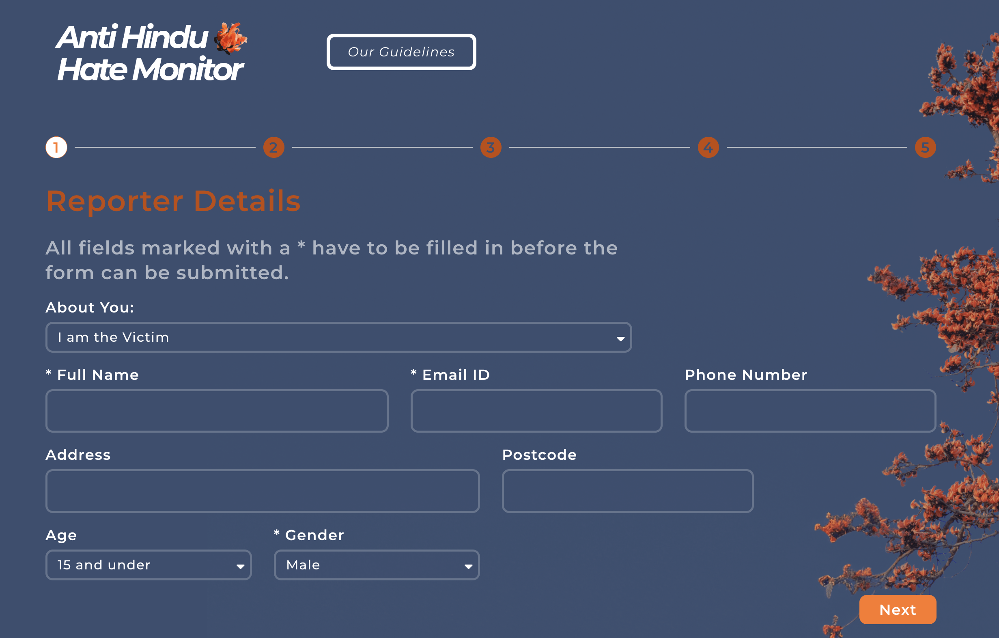 Anti Hindu
Hate Monitor
Our Guidelines
1 2 3 4 5
Reporter Details
All fields marked with a * have to be filled in before the
form can be submitted.
About You:
I am the Victim
* Full Name * Email ID Phone Number
Address Postcode
Age * Gender
15 and under Male
Next